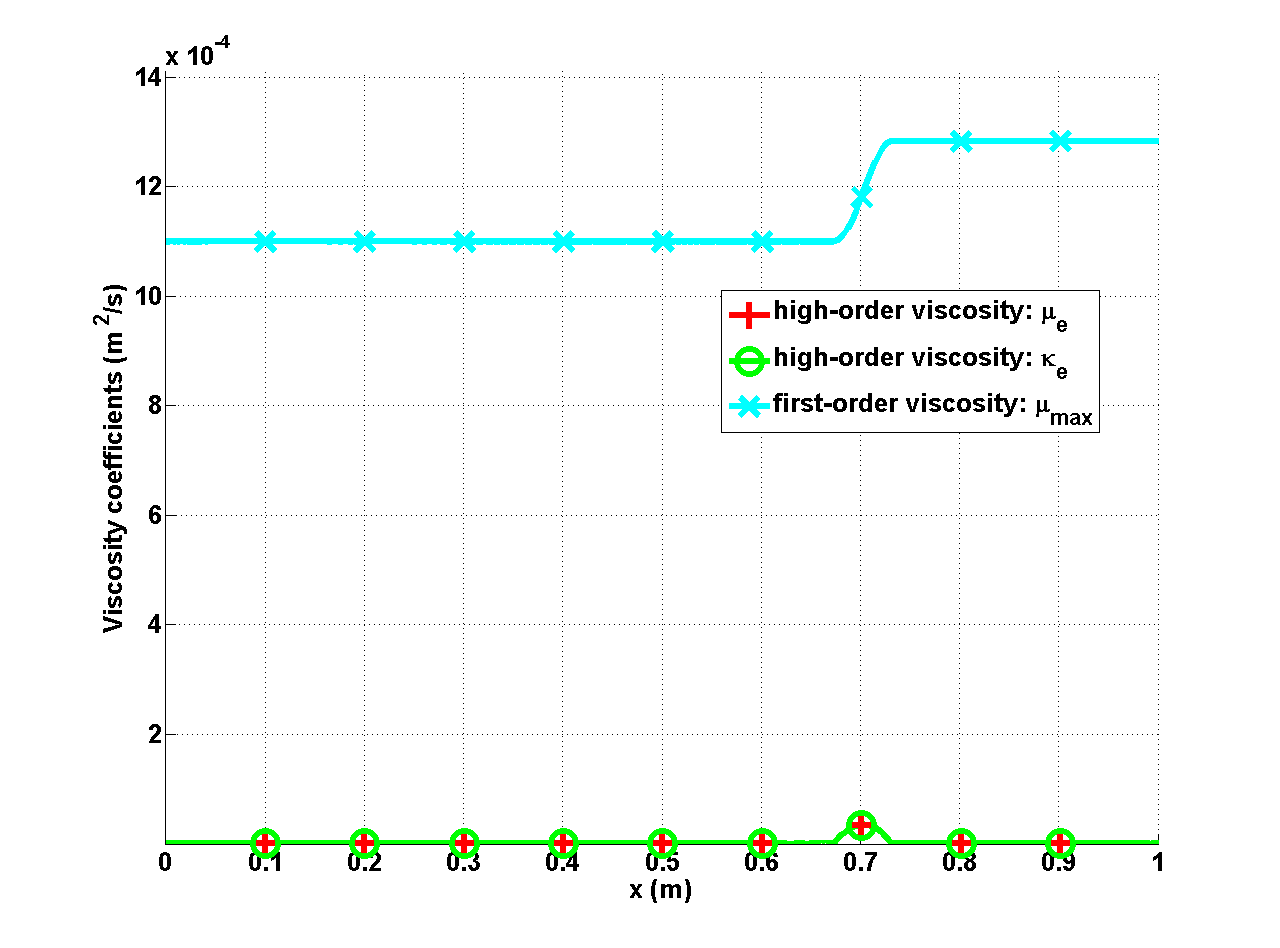 x 10^-4
14
12
10
8
6
4
2
0 0.1 0.2 0.3 0.4 0.5 0.6 0.7 0.8 0.9 1
x (m)
Viscosity coefficients (m^2/s)
high-order viscosity: μ_e
high-order viscosity: κ_e
first-order viscosity: μ_max